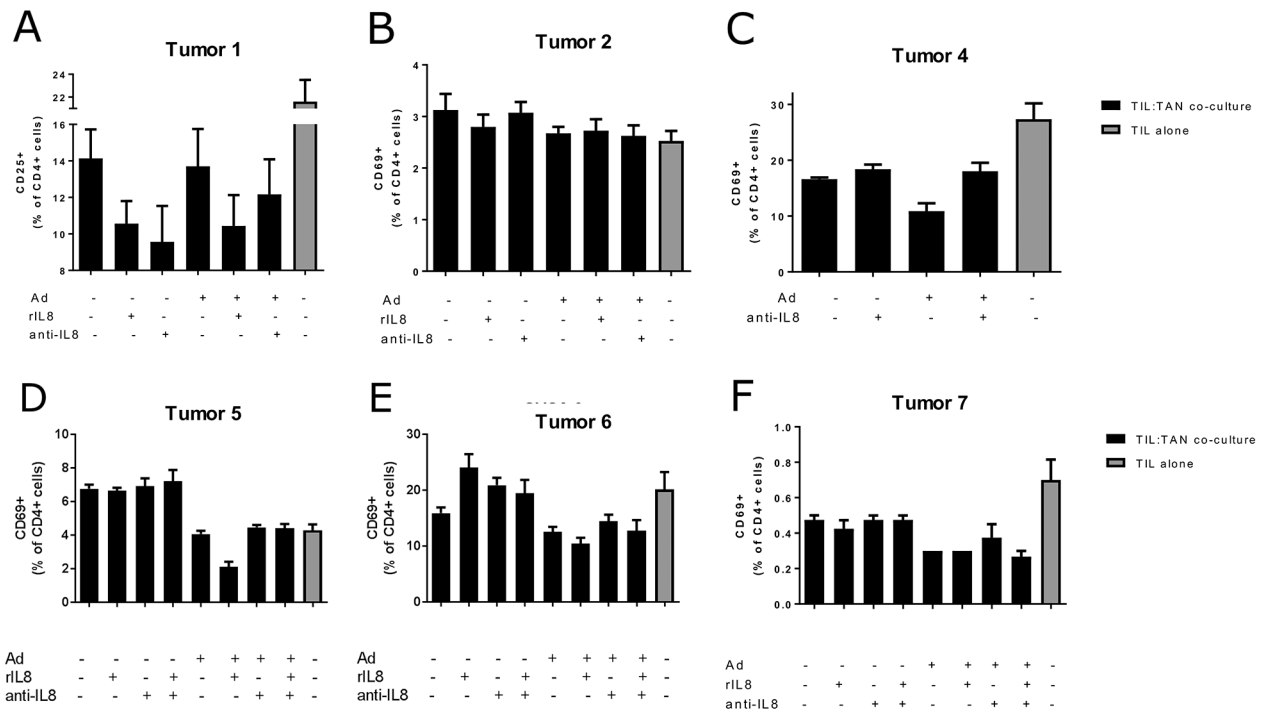 A
Tumor 1
CD25+
(% of CD4+ cells)
24
22
16
14
12
10
8
Ad - - - + + + -
rIL8 - + - - + - -
anti-IL8 - - + - - + -
B
Tumor 2
CD69+
(% of CD4+ cells)
4
3
2
1
0
Ad - - - + + + -
rIL8 - + - - + - -
anti-IL8 - - + - - + -
C
Tumor 4
CD69+
(% of CD4+ cells)
30
20
10
0
Ad - - + + -
anti-IL8 - + - + -
TIL:TAN co-culture
TIL alone
D
Tumor 5
CD69+
(% of CD4+ cells)
10
8
6
4
2
0
Ad - - - - + + + + -
rIL8 - + - + - + - + -
anti-IL8 - - + + - - + + -
E
Tumor 6
CD69+
(% of CD4+ cells)
30
20
10
0
Ad - - - - + + + + -
rIL8 - + - + - + - + -
anti-IL8 - - + + - - + + -
F
Tumor 7
CD69+
(% of CD4+ cells)
1.0
0.8
0.6
0.4
0.2
0.0
Ad - - - - + + + + -
rIL8 - + - + - + - + -
anti-IL8 - - + + - - + + -
TIL:TAN co-culture
TIL alone